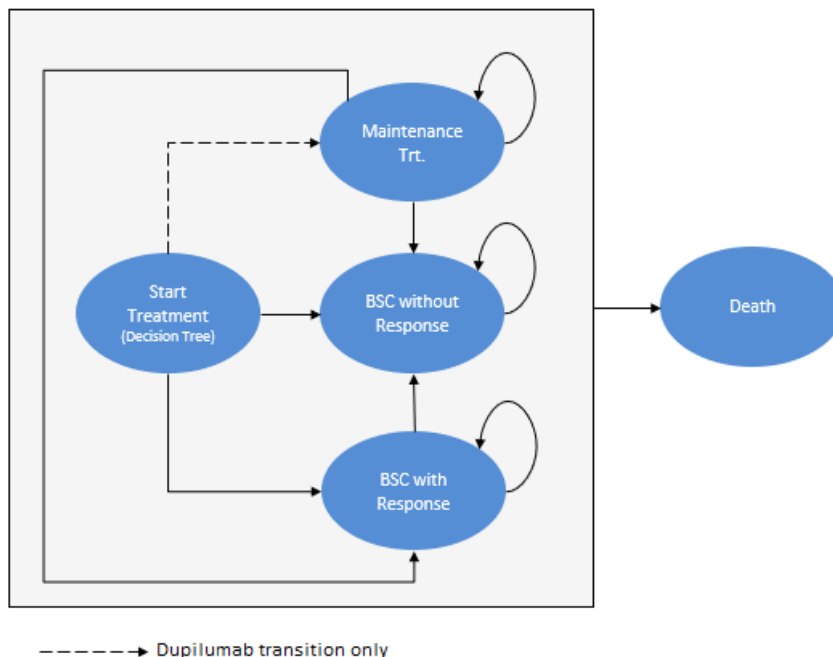 Maintenance
Trt.
Start
Treatment
(Decision Tree)
BSC without
Response
Death
BSC with
Response
Dupilumab transition only